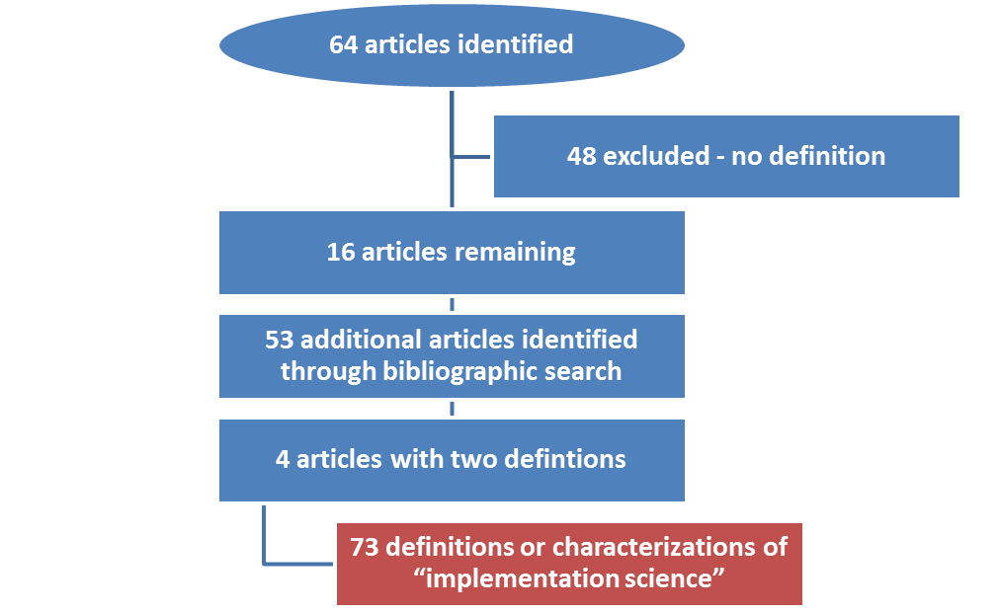 64 articles identified
48 excluded - no definition
16 articles remaining
53 additional articles identified
through bibliographic search
4 articles with two defintions
73 definitions or characterizations of
“implementation science”